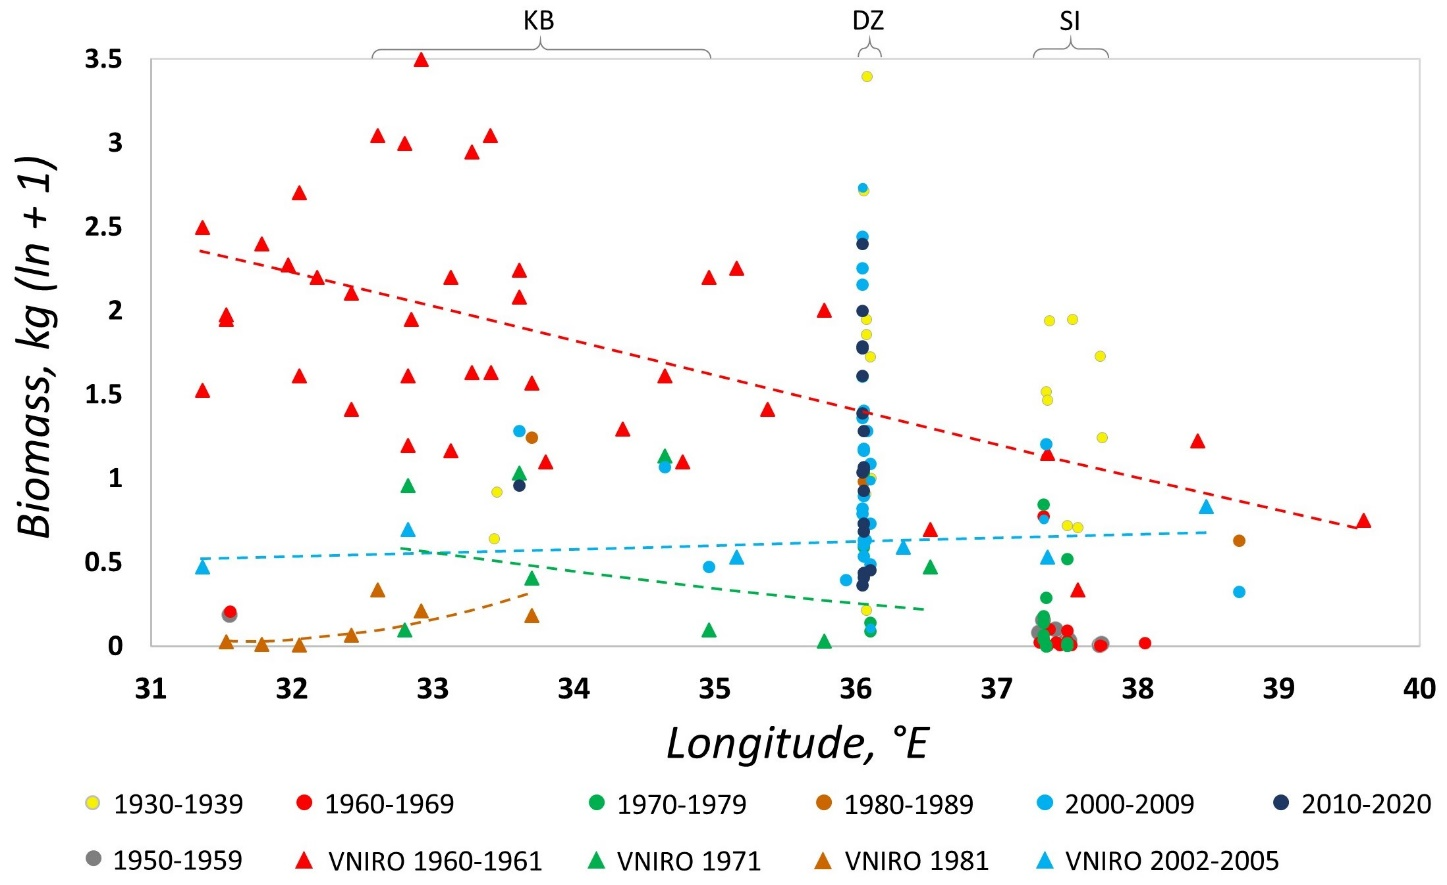 KB DZ SI
3.5
3
2.5
2
1.5
1
0.5
0
Biomass, kg (ln + 1)
31 32 33 34 35 36 37 38 39 40
Longitude, °E
1930-1939 1960-1969 1970-1979 1980-1989 2000-2009 2010-2020
1950-1959 VNIRO 1960-1961 VNIRO 1971 VNIRO 1981 VNIRO 2002-2005